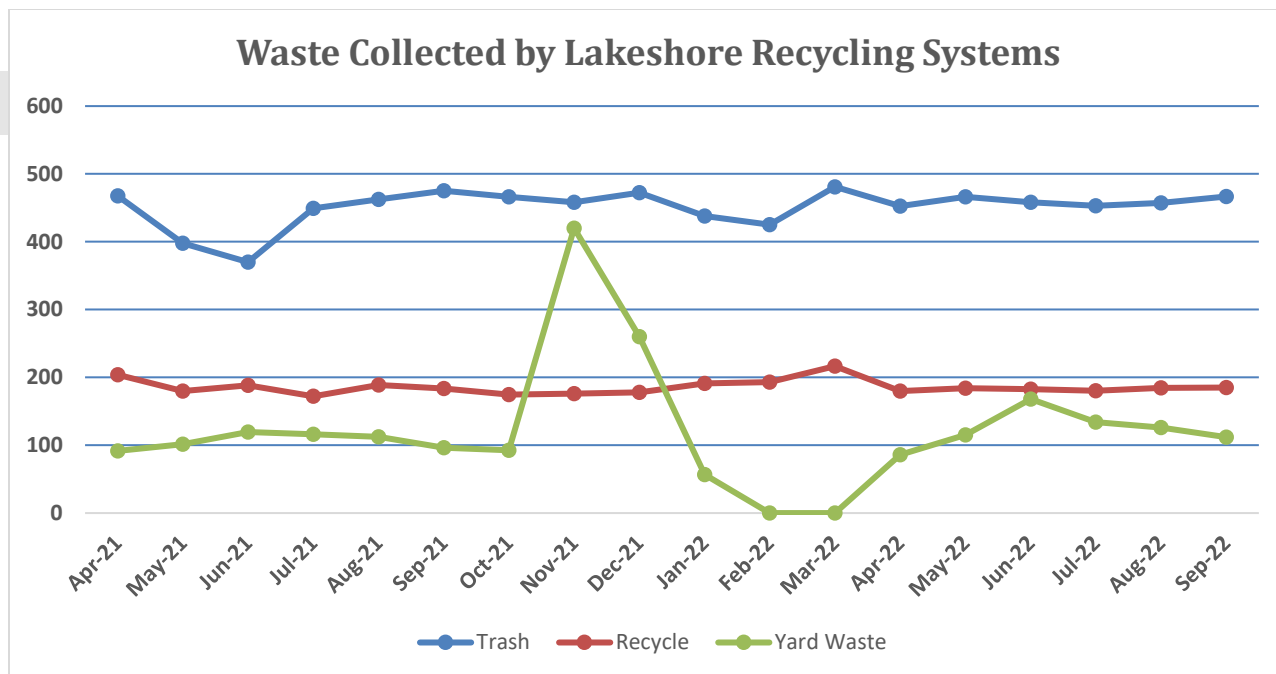 Waste Collected by Lakeshore Recycling Systems
600
500
400
300
200
100
0
Apr-21
May-21
Jun-21
Jul-21
Aug-21
Sep-21
Oct-21
Nov-21
Dec-21
Jan-22
Feb-22
Mar-22
Apr-22
May-22
Jun-22
Jul-22
Aug-22
Sep-22
Trash Recycle Yard Waste